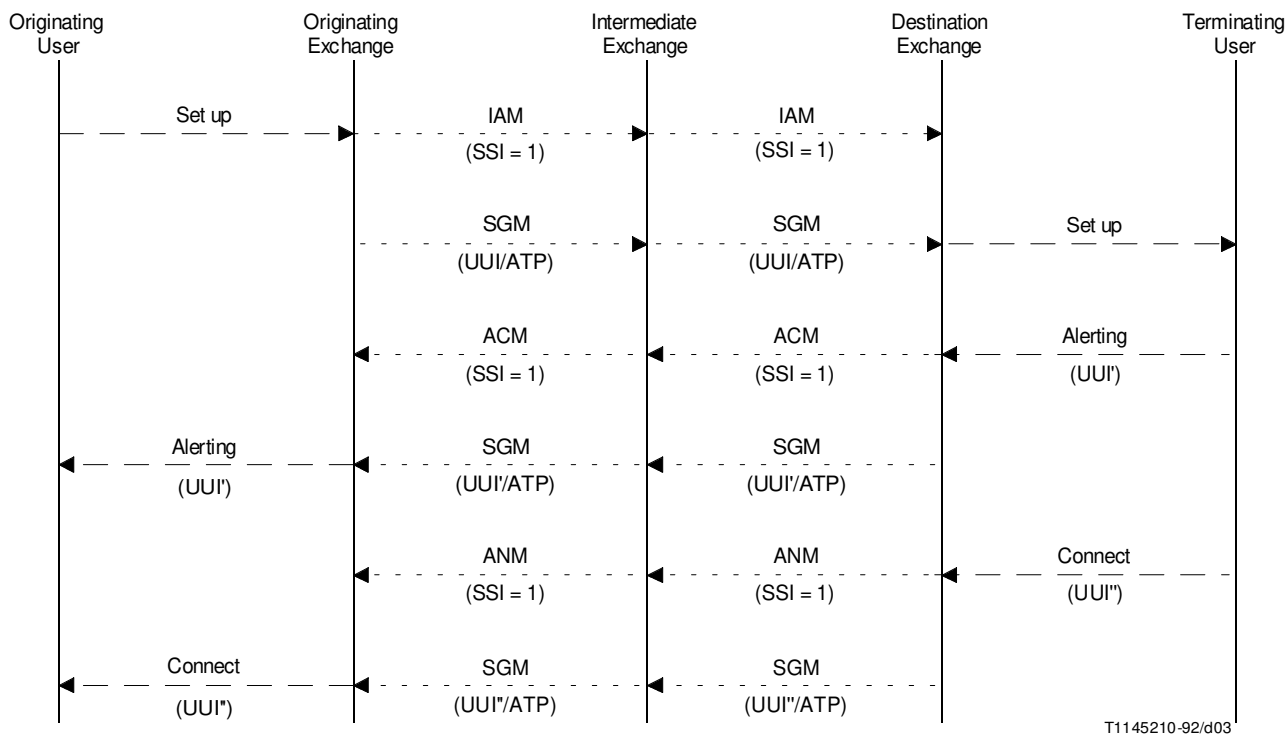 Originating User
Originating Exchange
Intermediate Exchange
Destination Exchange
Terminating User
Set up
IAM
IAM
(SSI = 1)
(SSI = 1)
SGM
SGM
Set up
(UUI/ATP)
(UUI/ATP)
ACM
ACM
Alerting
(SSI = 1)
(SSI = 1)
(UUI')
Alerting
SGM
SGM
(UUI')
(UUI'/ATP)
(UUI'/ATP)
ANM
ANM
Connect
(SSI = 1)
(SSI = 1)
(UUI'')
Connect
SGM
SGM
(UUI'')
(UUI''/ATP)
(UUI''/ATP)
T1145210-92/d03